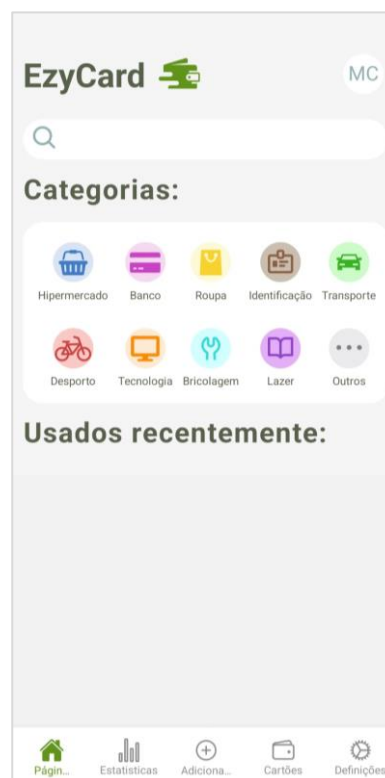 EzyCard
MC
Categorias:
Hipermercado Banco Roupa Identificação Transporte
Desporto Tecnologia Bricolagem Lazer Outros
Usados recentemente:
Págin... Estatisticas Adiciona... Cartões Definições